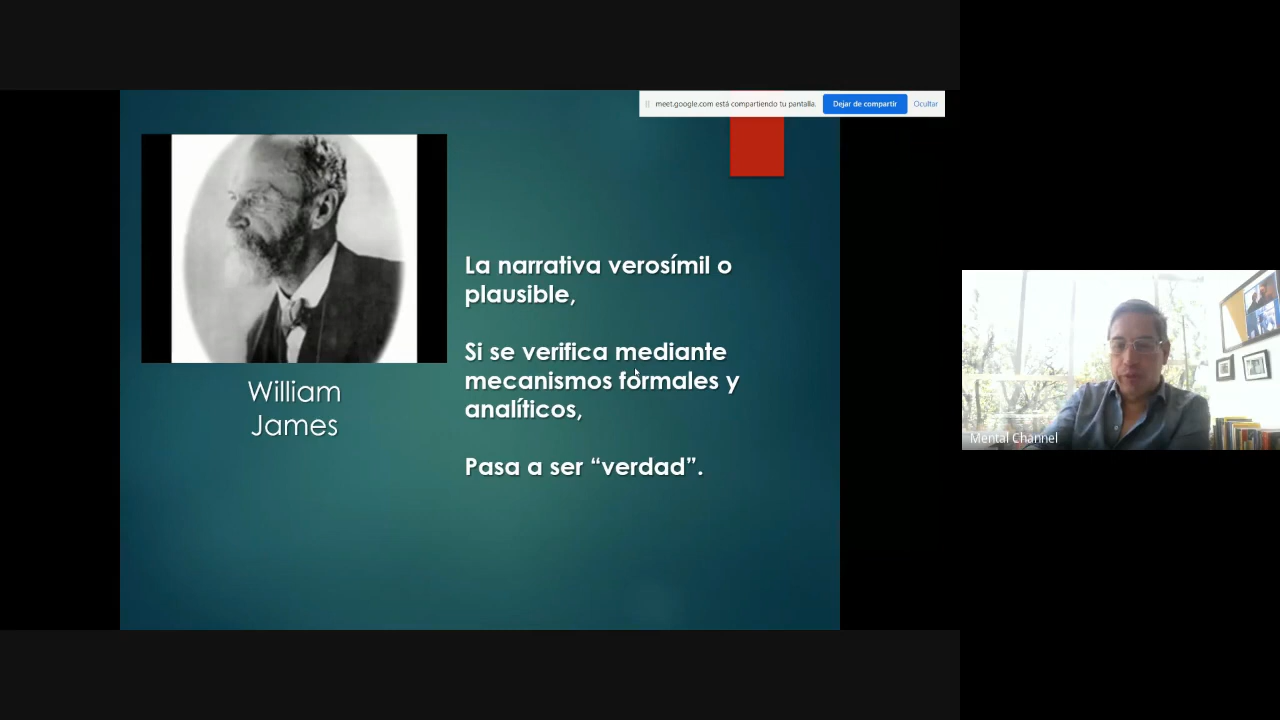 meet.google.com está compartiendo tu pantalla.
Dejar de compartir
Ocultar
La narrativa verosímil o
plausible,
Si se verifica mediante
mecanismos formales y
analíticos,
Pasa a ser “verdad”.
William
James
Mental Channel